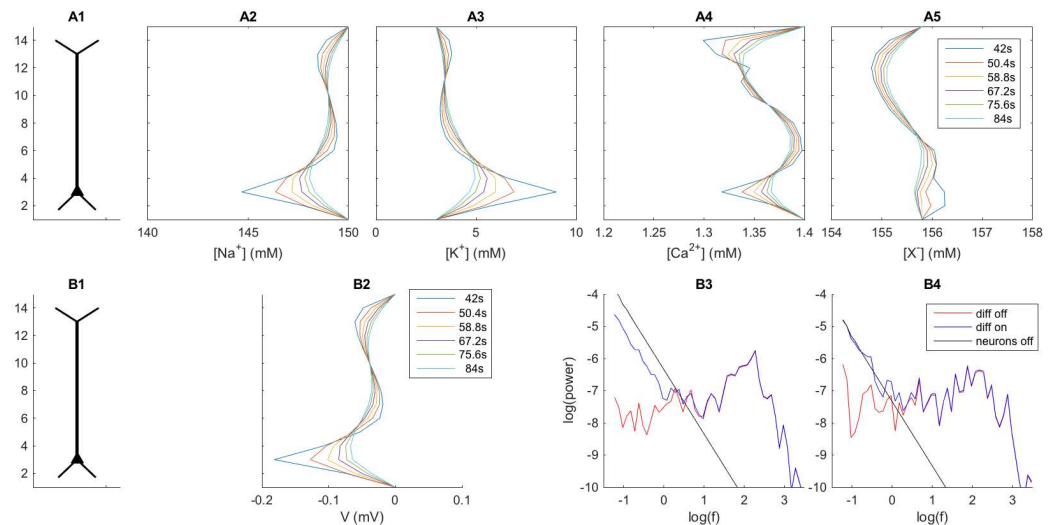 A1
A2
A3
A4
A5
14
12
10
8
6
4
2
140
150
[Na+] (mM)
0
5
10
[K+] (mM)
1.2
1.25
1.3
1.35
1.4
[Ca2+] (mM)
42s
50.4s
58.8s
67.2s
75.6s
84s
154
155
156
157
158
[X-] (mM)
B1
B2
B3
B4
14
12
10
8
6
4
2
42s
50.4s
58.8s
67.2s
75.6s
84s
-0.2
-0.1
0
0.1
V (mV)
log(power)
-4
-5
-6
-7
-8
-9
-10
-1
0
1
2
3
log(f)
-4
-5
-6
-7
-8
-9
-10
diff off
diff on
neurons off
-1
0
1
2
3
log(f)